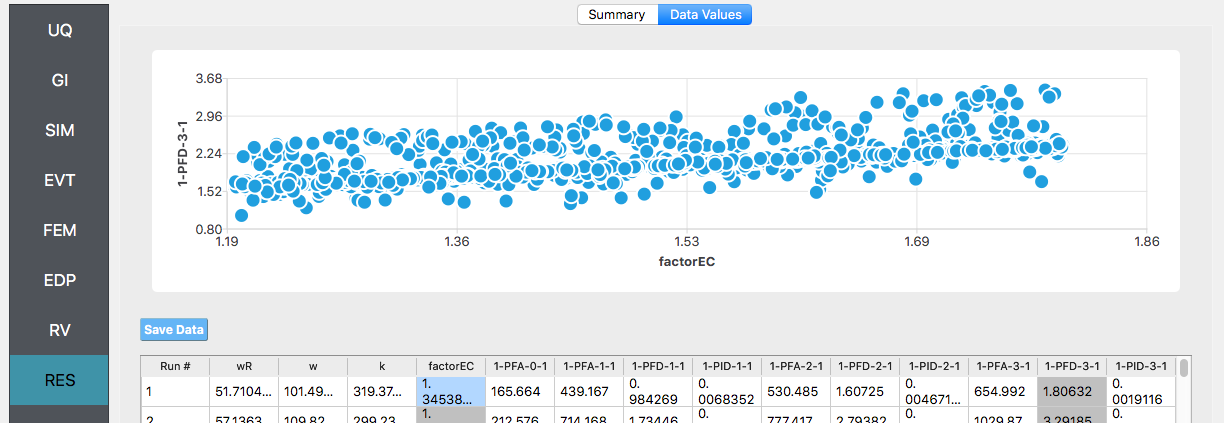 UQ
GI
SIM
EVT
FEM
EDP
RV
RES
Summary Data Values
3.68
2.96
2.24
1.52
0.80
1-PFD-3-1
1.19 1.36 1.53 1.69 1.86
factorEC
Save Data
Run # wR w k factorEC 1-PFA-0-1 1-PFA-1-1 1-PFD-1-1 1-PID-1-1 1-PFA-2-1 1-PFD-2-1 1-PID-2-1 1-PFA-3-1 1-PFD-3-1 1-PID-3-1
1 51.7104... 101.49... 319.37... 1. 34538... 165.664 439.167 0. 984269 0. 0068352 530.485 1.60725 0. 004671... 654.992 1.80632 0. 0019116
2 57.1363 109.82 299.23 1. 212.576 714.168 1.73446 0. 777.417 2.79382 0. 1029.87 3.29185 0.